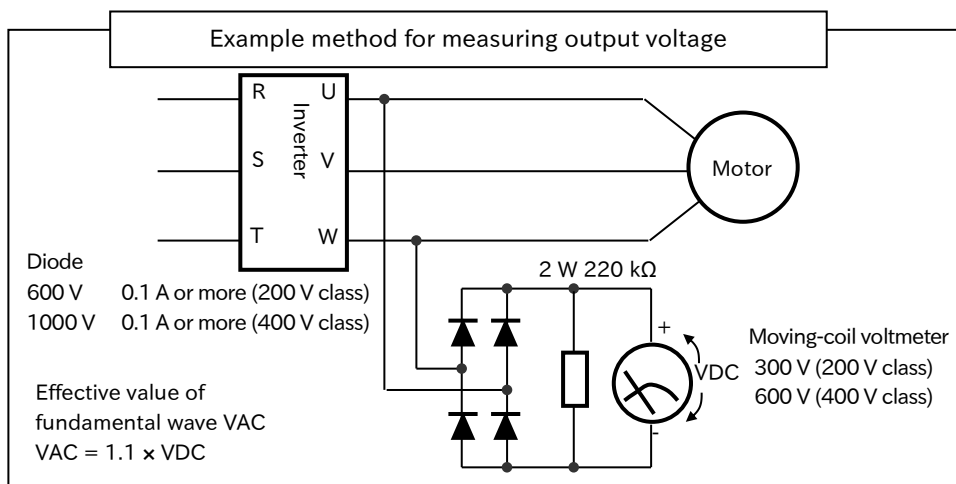 Example method for measuring output voltage
R U
Inverter
S V
Motor
T W
Diode
600 V 0.1 A or more (200 V class)
1000 V 0.1 A or more (400 V class)
2 W 220 kΩ
+
VDC
-
Moving-coil voltmeter
300 V (200 V class)
600 V (400 V class)
Effective value of
fundamental wave VAC
VAC = 1.1 × VDC